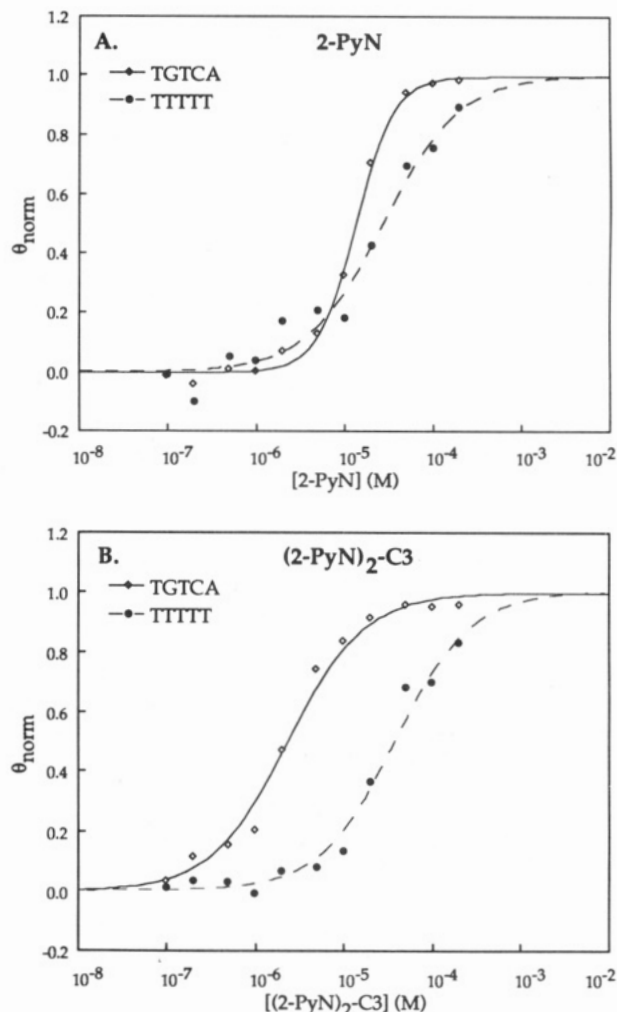 A.
2-PyN
TGTCA
TTTTT
θnorm
1.2
1.0
0.8
0.6
0.4
0.2
0.0
-0.2
10⁻⁸ 10⁻⁷ 10⁻⁶ 10⁻⁵ 10⁻⁴ 10⁻³ 10⁻²
[2-PyN] (M)
B.
(2-PyN)₂-C3
TGTCA
TTTTT
θnorm
1.2
1.0
0.8
0.6
0.4
0.2
0.0
-0.2
10⁻⁸ 10⁻⁷ 10⁻⁶ 10⁻⁵ 10⁻⁴ 10⁻³ 10⁻²
[(2-PyN)₂-C3] (M)